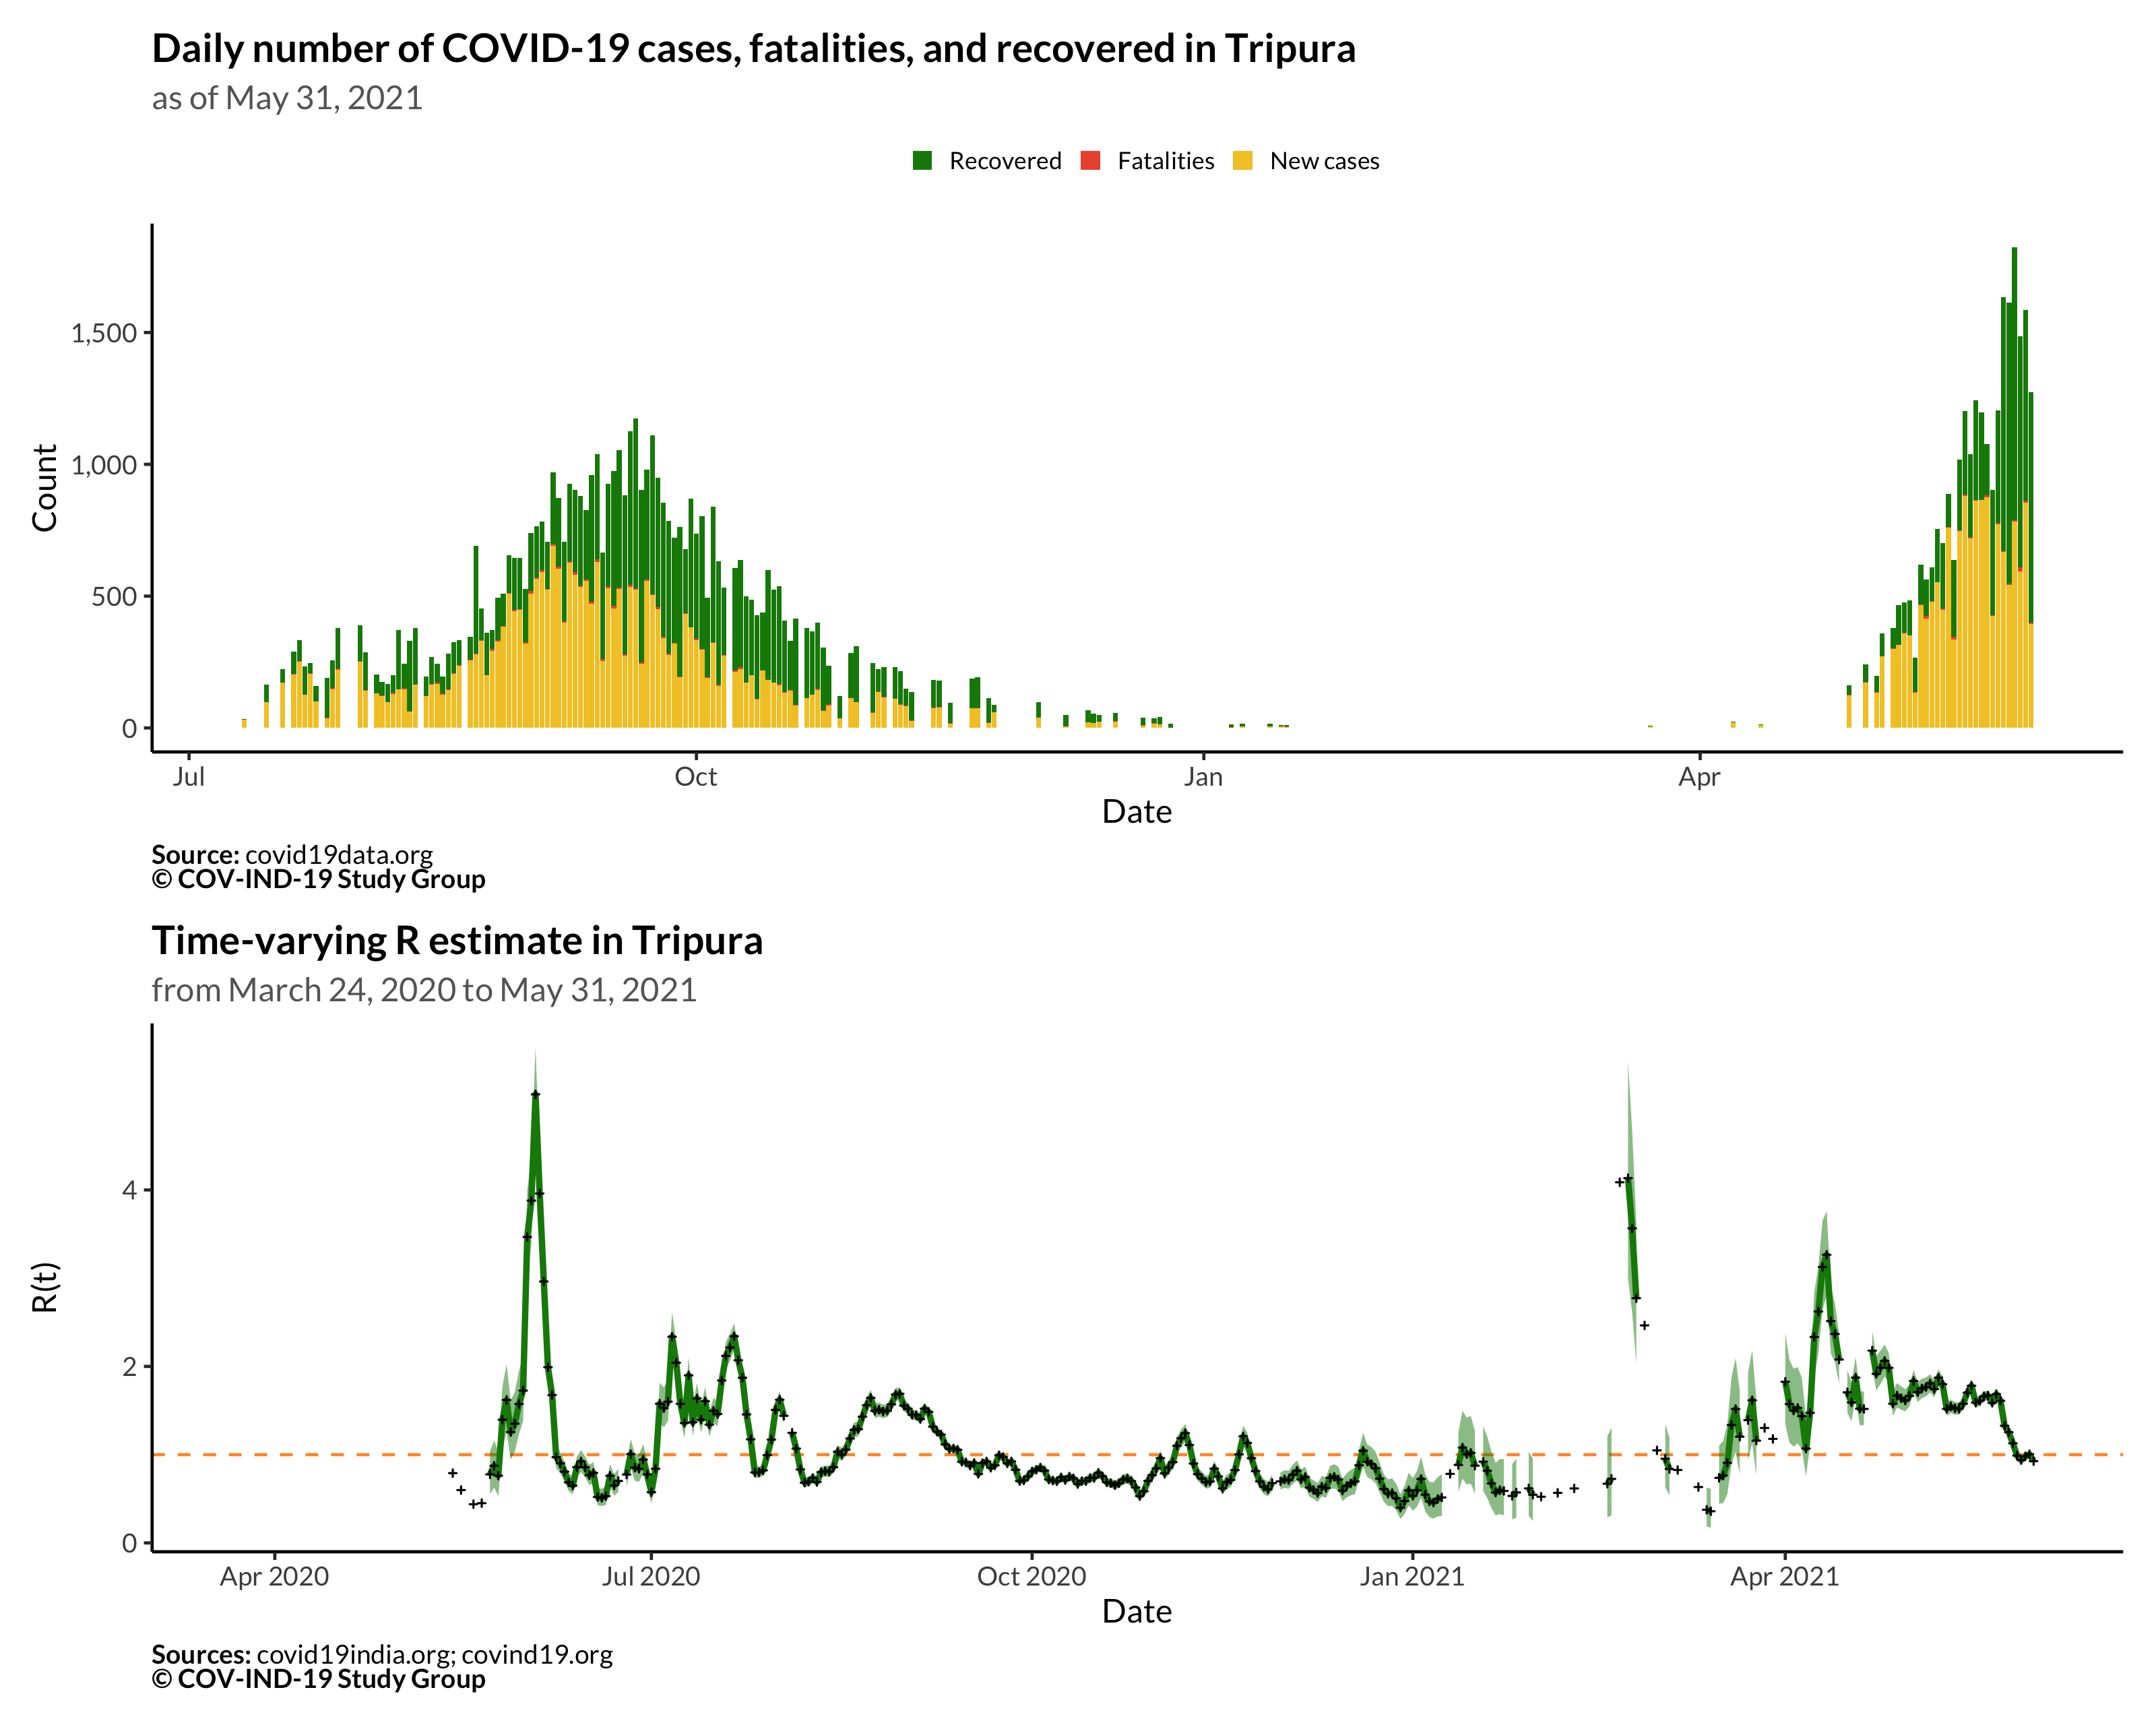 Daily number of COVID-19 cases, fatalities, and recovered in Tripura
as of May 31, 2021
Recovered Fatalities New cases
Count
1,500
1,000
500
0
Jul Oct Jan Apr
Date
Source: covid19data.org
© COV-IND-19 Study Group
Time-varying R estimate in Tripura
from March 24, 2020 to May 31, 2021
R(t)
4
2
0
Apr 2020 Jul 2020 Oct 2020 Jan 2021 Apr 2021
Date
Sources: covid19india.org; covind19.org
© COV-IND-19 Study Group